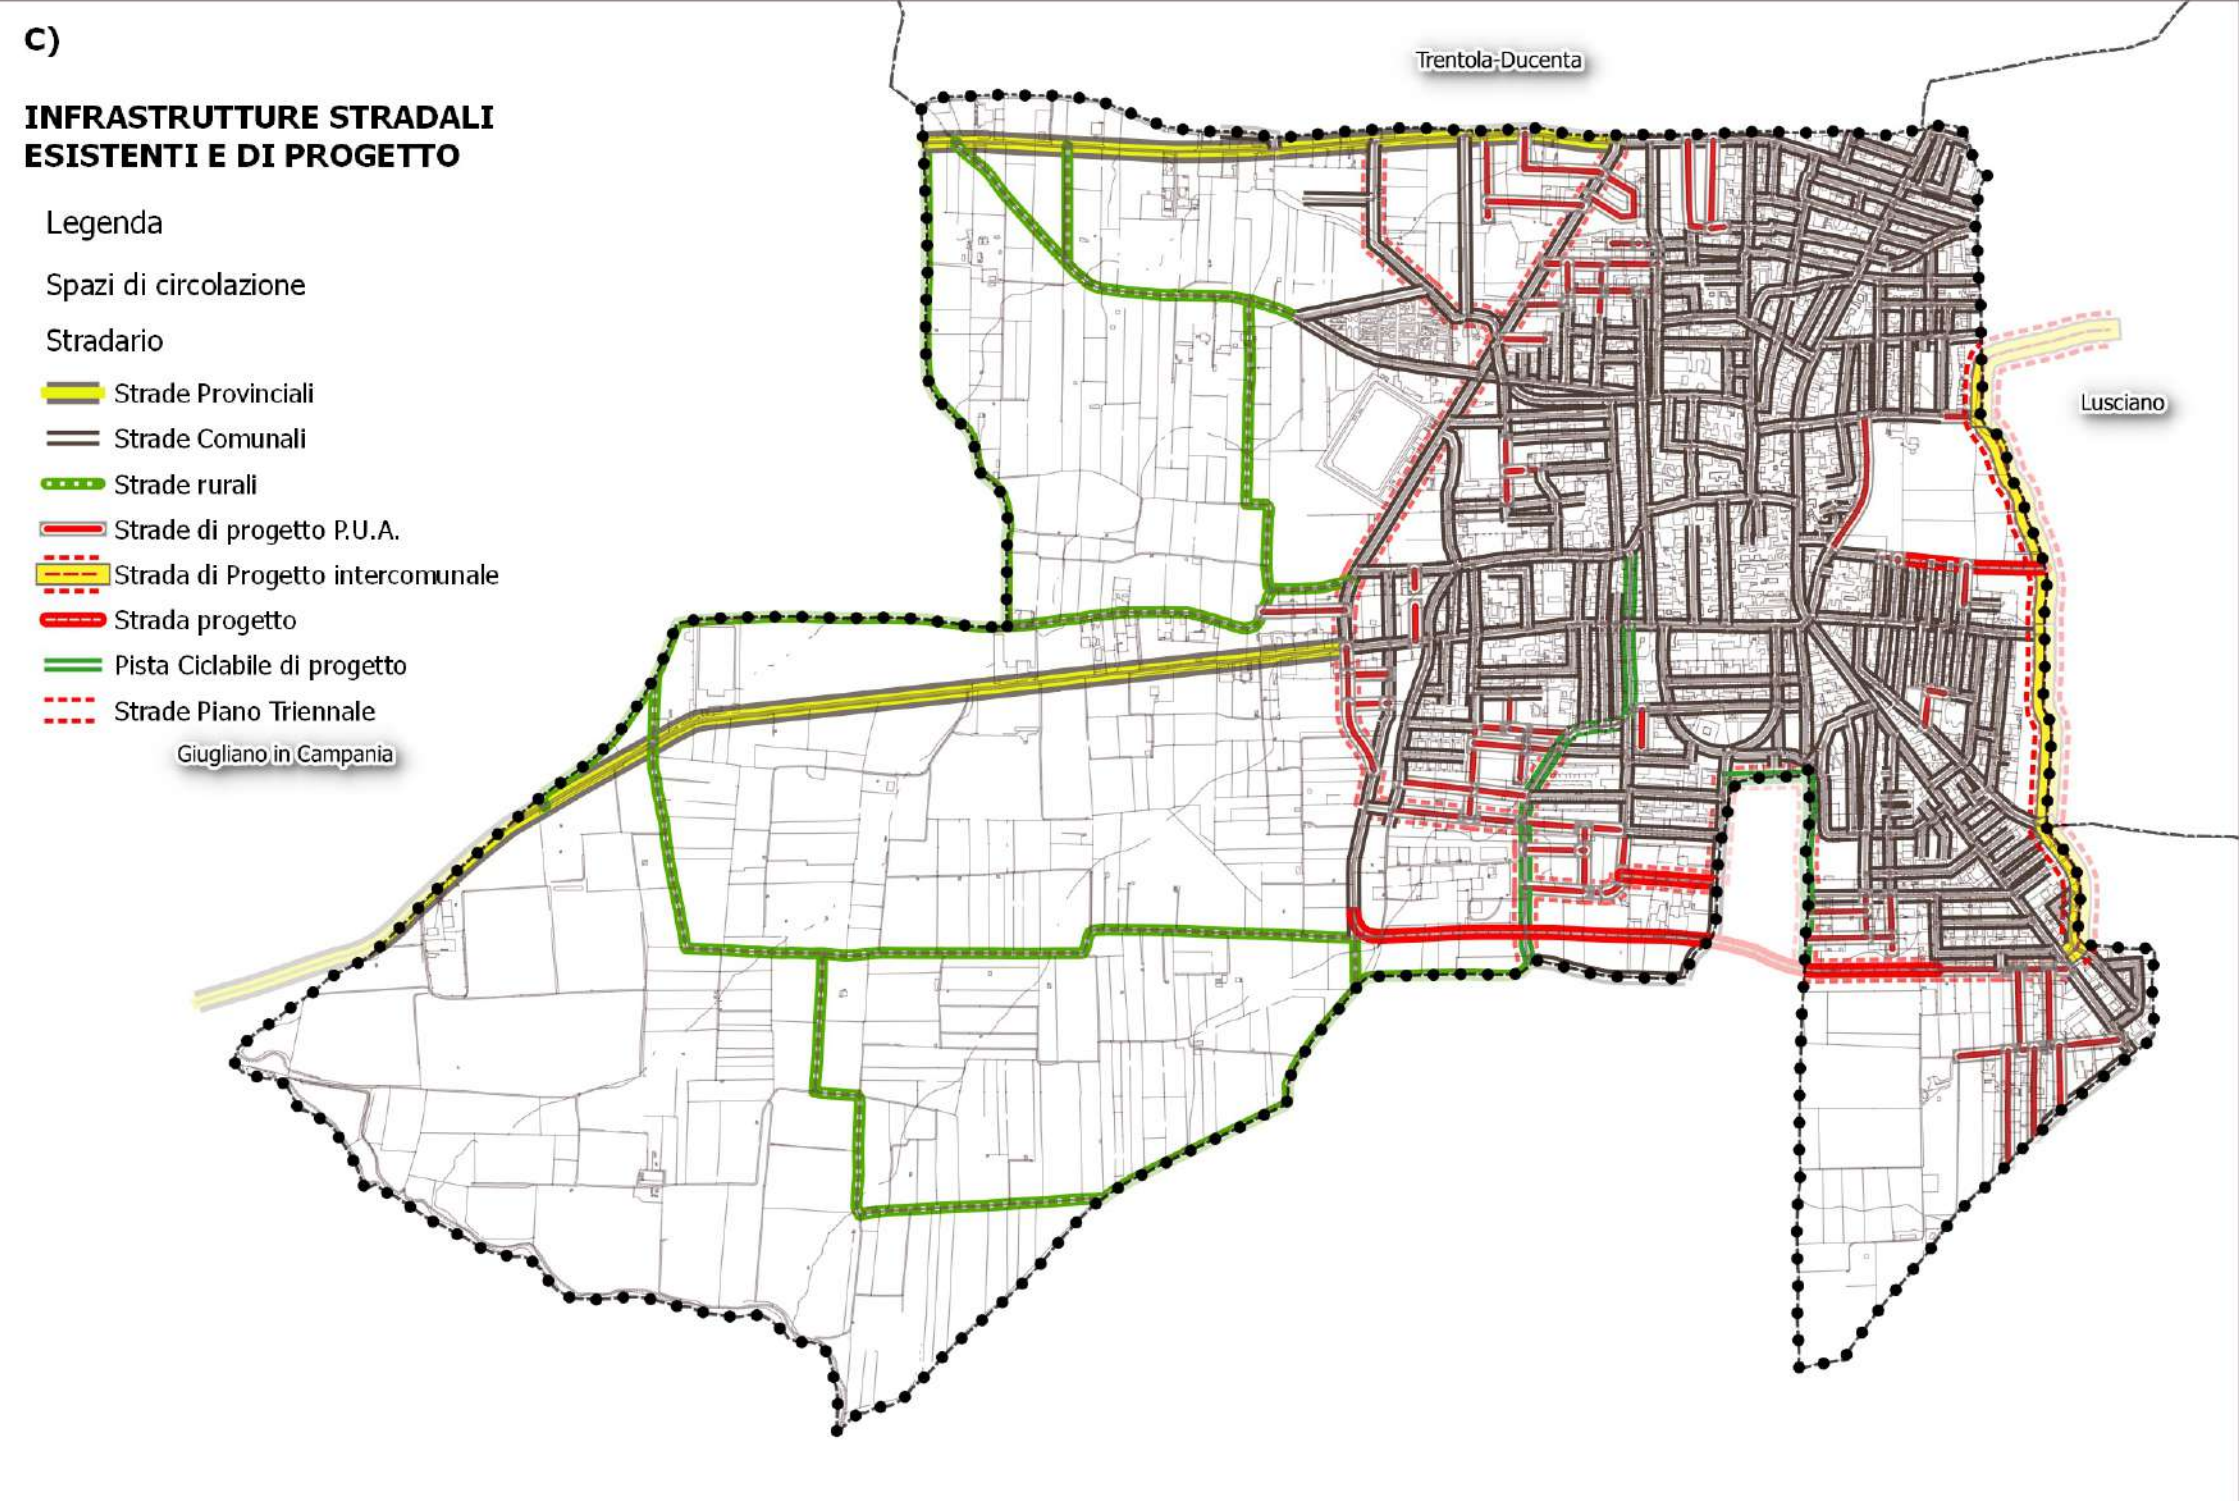 C)
INFRASTRUTTURE STRADALI
ESISTENTI E DI PROGETTO
Legenda
Spazi di circolazione
Stradario
Strade Provinciali
Strade Comunali
Strade rurali
Strade di progetto P.U.A.
Strada di Progetto intercomunale
Strada progetto
Pista Ciclabile di progetto
Strade Piano Triennale
Giugliano in Campania
Trentola-Ducenta
Lusciano